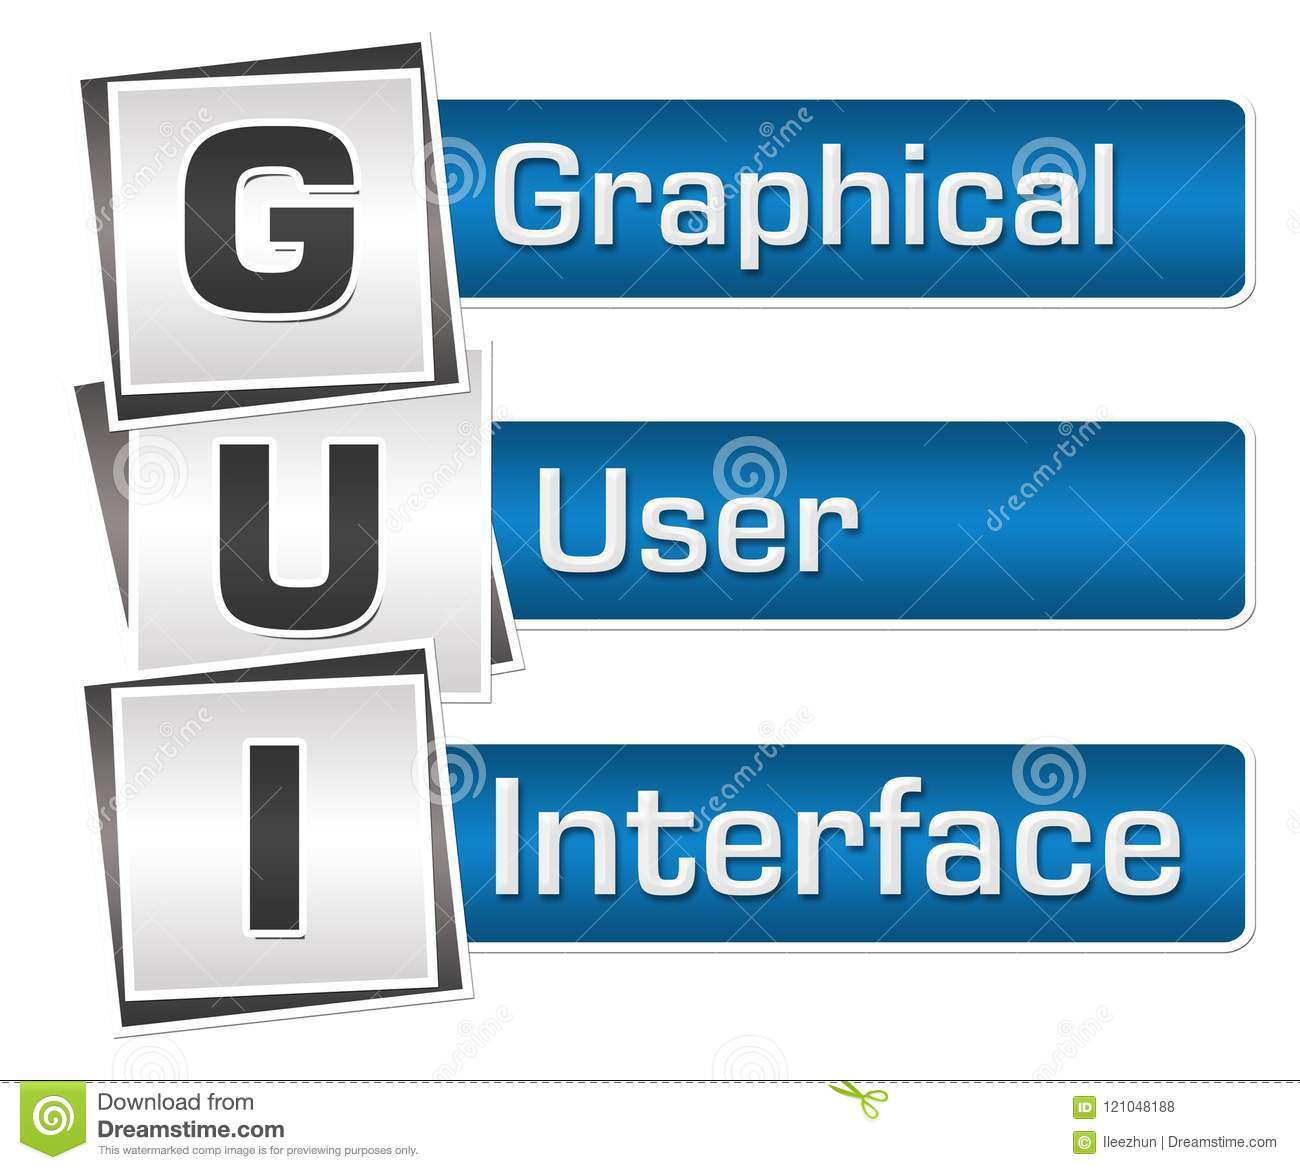 G Graphical
U User
I Interface
dreamstime
Download from
Dreamstime.com
This watermarked comp image is for previewing purposes only.
ID 121048188
© Ileezhun | Dreamstime.com